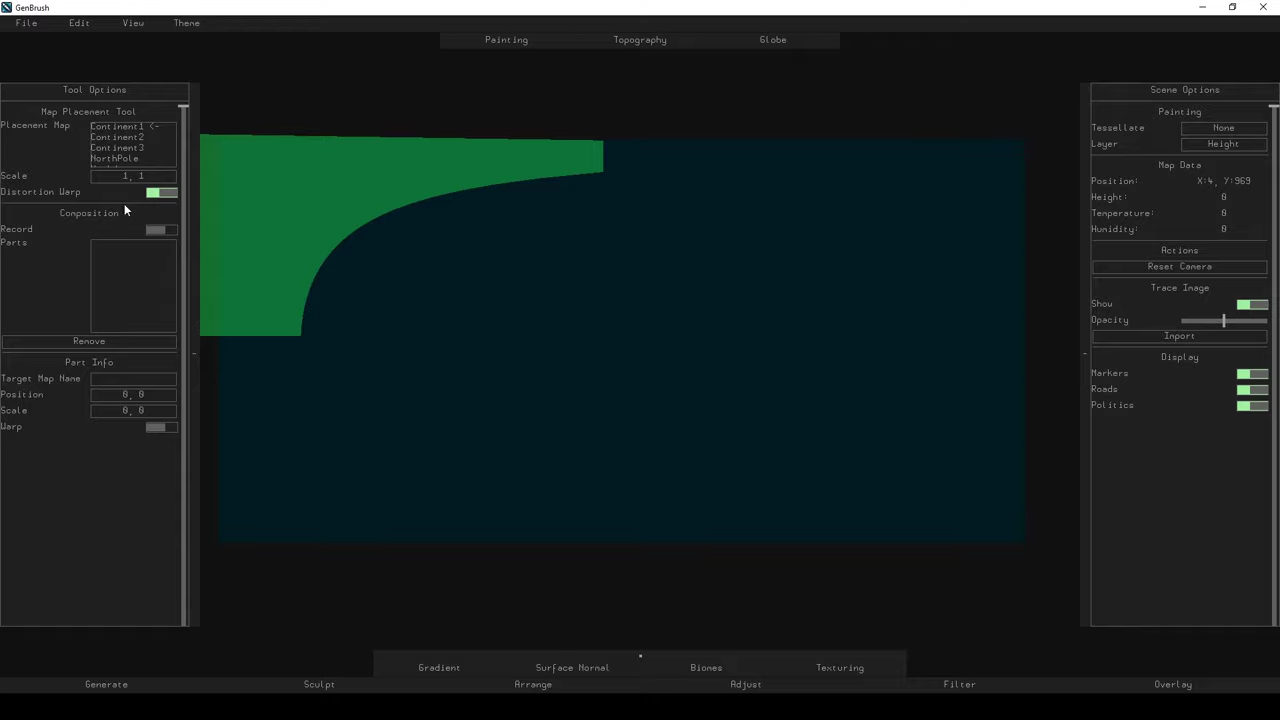 GenBrush
File Edit View Theme
Painting Topography Globe
Tool Options
Map Placement Tool
Placement Map
Continent1 <-
Continent2
Continent3
NorthPole
Scale 1, 1
Distortion Warp
Composition
Record
Parts
Remove
Part Info
Target Map Name
Position 0, 0
Scale 0, 0
Warp
Scene Options
Painting
Tessellate None
Layer Height
Map Data
Position: X:4, Y:969
Height: 0
Temperature: 0
Humidity: 0
Actions
Reset Camera
Trace Image
Show
Opacity
Import
Display
Markers
Roads
Politics
Gradient Surface Normal Biomes Texturing
Generate Sculpt Arrange Adjust Filter Overlay